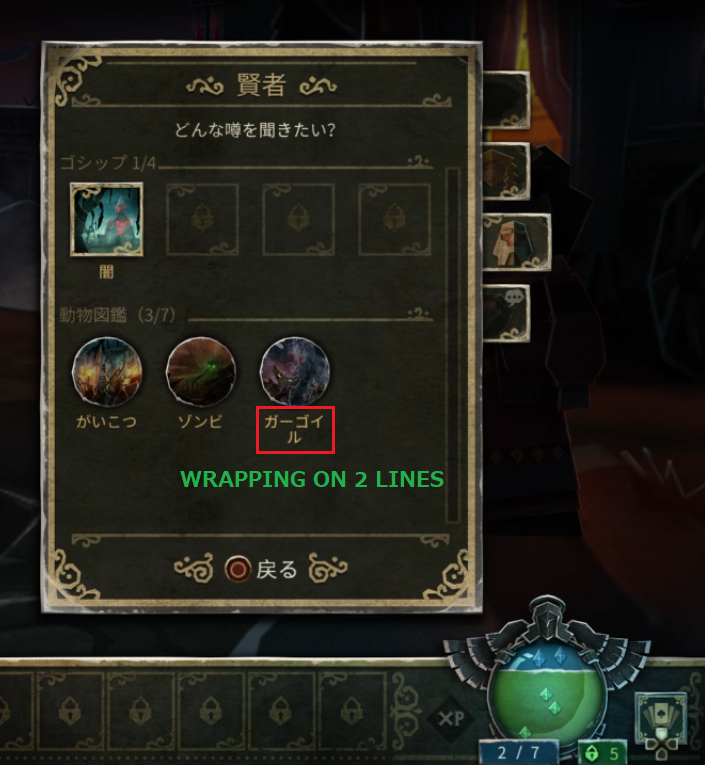 賢者
どんな噂を聞きたい?
ゴシップ 1/4
闇
動物図鑑（3/7）
がいこつ ゾンビ ガーゴイ
ル
WRAPPING ON 2 LINES
戻る
XP
2 / 7
5